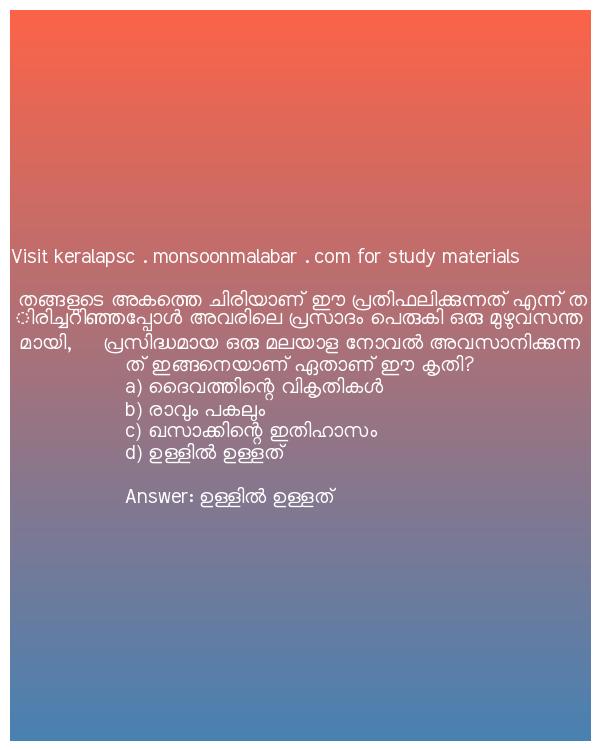 Visit keralapsc . monsoonmalabar . com for study materials
തങ്ങളുടെ അകത്തെ ചിരിയാണ് ഈ പ്രതിഫലിക്കുന്നത് എന്ന് ത
ിരിച്ചറിഞ്ഞപ്പോൾ അവരിലെ പ്രസാദം പെരുകി ഒരു മുഴുവസന്ത
മായി, പ്രസിദ്ധമായ ഒരു മലയാള നോവൽ അവസാനിക്കുന്ന
ത് ഇങ്ങനെയാണ് ഏതാണ് ഈ കൃതി?
a) ദൈവത്തിന്റെ വികൃതികൾ
b) രാവും പകലും
c) ഖസാക്കിന്റെ ഇതിഹാസം
d) ഉള്ളിൽ ഉള്ളത്
Answer: ഉള്ളിൽ ഉള്ളത്